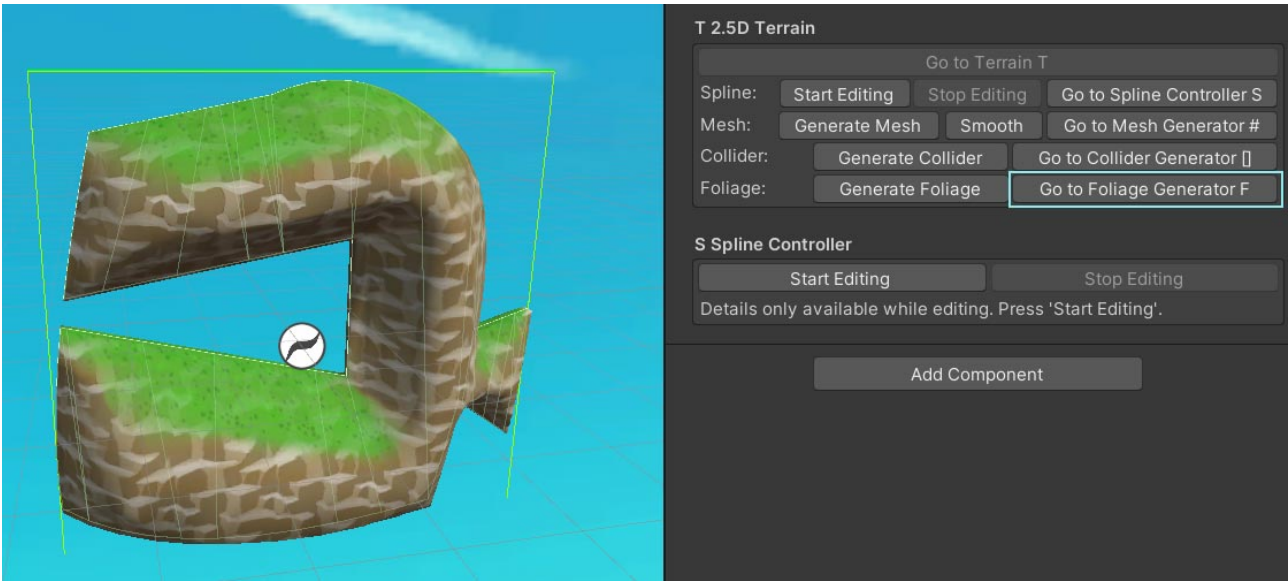 T 2.5D Terrain
Go to Terrain T
Spline: Start Editing Stop Editing Go to Spline Controller S
Mesh: Generate Mesh Smooth Go to Mesh Generator #
Collider: Generate Collider Go to Collider Generator []
Foliage: Generate Foliage Go to Foliage Generator F
S Spline Controller
Start Editing Stop Editing
Details only available while editing. Press 'Start Editing'.
Add Component